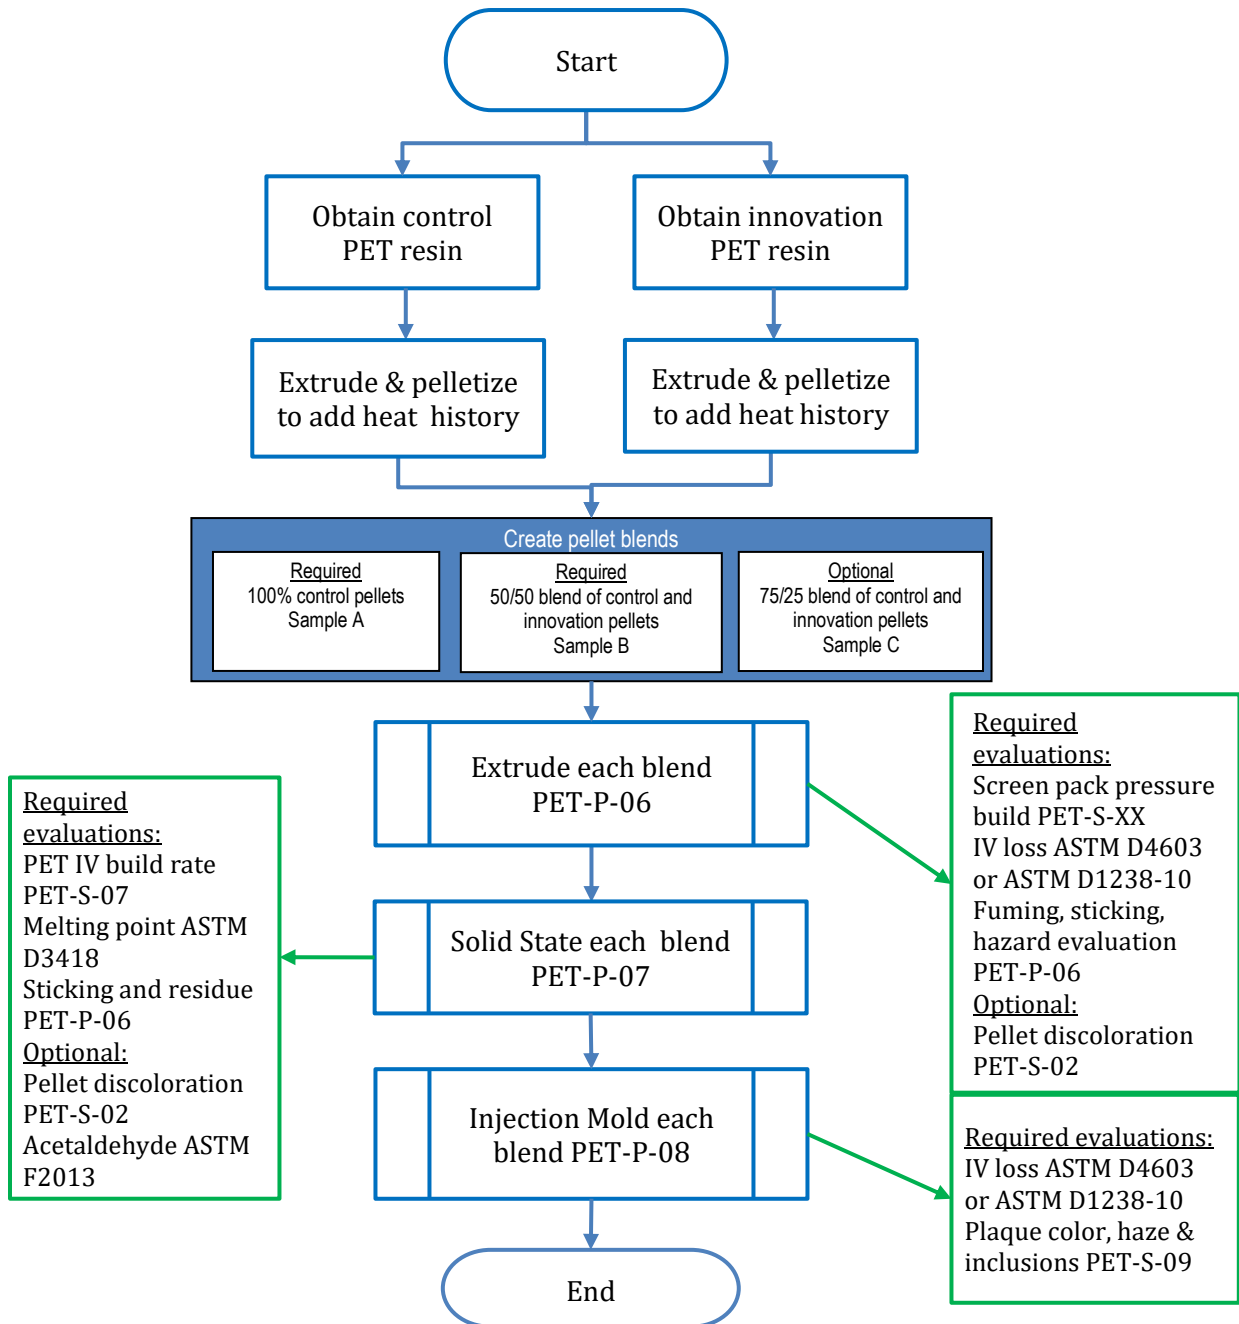 Start
Obtain control
PET resin
Obtain innovation
PET resin
Extrude & pelletize
to add heat  history
Extrude & pelletize
to add heat history
Create pellet blends
Required
100% control pellets
Sample A
Required
50/50 blend of control and
innovation pellets
Sample B
Optional
75/25 blend of control and
innovation pellets
Sample C
Extrude each blend
PET-P-06
Required
evaluations:
Screen pack pressure
build PET-S-XX
IV loss ASTM D4603
or ASTM D1238-10
Fuming, sticking,
hazard evaluation
PET-P-06
Optional:
Pellet discoloration
PET-S-02
Required
evaluations:
PET IV build rate
PET-S-07
Melting point ASTM
D3418
Sticking and residue
PET-P-06
Optional:
Pellet discoloration
PET-S-02
Acetaldehyde ASTM
F2013
Solid State each  blend
PET-P-07
Injection Mold each
blend PET-P-08
Required evaluations:
IV loss ASTM D4603
or ASTM D1238-10
Plaque color, haze &
inclusions PET-S-09
End